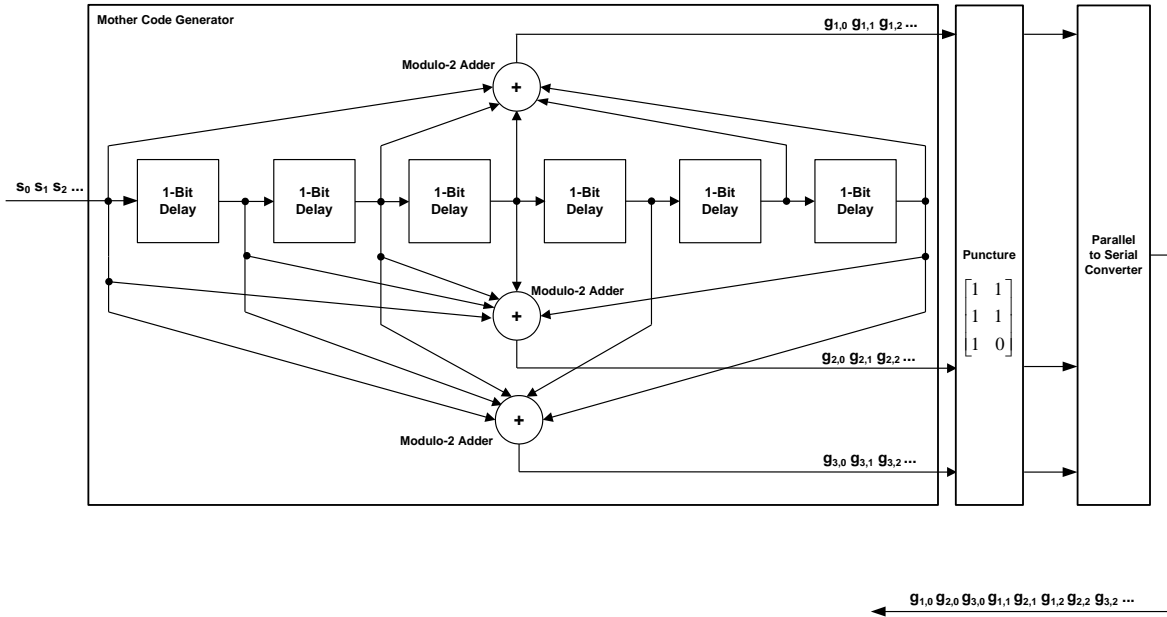 Mother Code Generator
g1,0 g1,1 g1,2 ...
Modulo-2 Adder
+
s0 s1 s2 ...
1-Bit
Delay
1-Bit
Delay
1-Bit
Delay
1-Bit
Delay
1-Bit
Delay
1-Bit
Delay
Modulo-2 Adder
+
g2,0 g2,1 g2,2 ...
+
Modulo-2 Adder
g3,0 g3,1 g3,2 ...
Puncture
1 1
1 1
1 0
Parallel
to Serial
Converter
g1,0 g2,0 g3,0 g1,1 g2,1 g1,2 g2,2 g3,2 ...